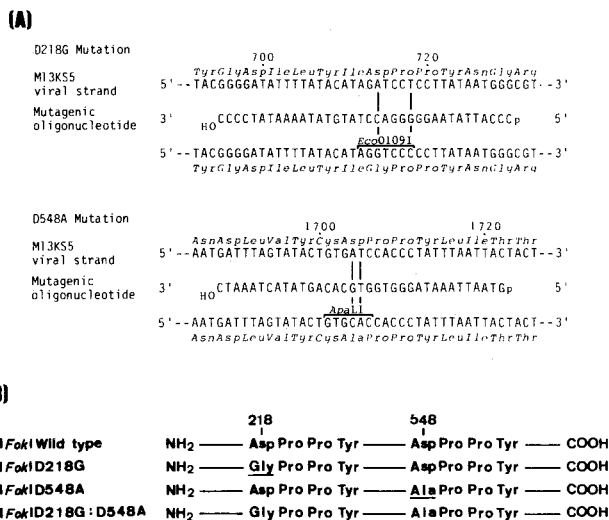 (A)
D218G Mutation
700 720
TyrGlyAspIleLeuTyrIleAspProProTyrAsnGlyArg
M13KS5
viral strand
5'--TACGGGGATATTTTATACATAGATCCTCCTTATAATGGGCGT--3'
Mutagenic
oligonucleotide
3' HOCCCCTATAAAATATGTATCCAGGGGGAATATTACCCp 5'
EcoO109I
5'--TACGGGGATATTTTATACATAGGTCCCCCTTATAATGGGCGT--3'
TyrGlyAspIleLeuTyrIleGlyProProTyrAsnGlyArg
D548A Mutation
1700 1720
AsnAspLeuValTyrCysAspProProTyrLeuIleThrThr
M13KS5
viral strand
5'--AATGATTTAGTATACTGTGATCCACCCTATTTAATTACTACT--3'
Mutagenic
oligonucleotide
3' HOCTAAATCATATGACACGTGGTGGGATAAATTAATGp 5'
ApaLI
5'--AATGATTTAGTATACTGTGCACCACCCTATTTAATTACTACT--3'
AsnAspLeuValTyrCysAlaProProTyrLeuIleThrThr
218 548
FokI Wild type NH2 Asp Pro Pro Tyr Asp Pro Pro Tyr COOH
FokI D218G NH2 Gly Pro Pro Tyr Asp Pro Pro Tyr COOH
FokI D548A NH2 Asp Pro Pro Tyr Ala Pro Pro Tyr COOH
FokI D218G:D548A NH2 Gly Pro Pro Tyr Ala Pro Pro Tyr COOH